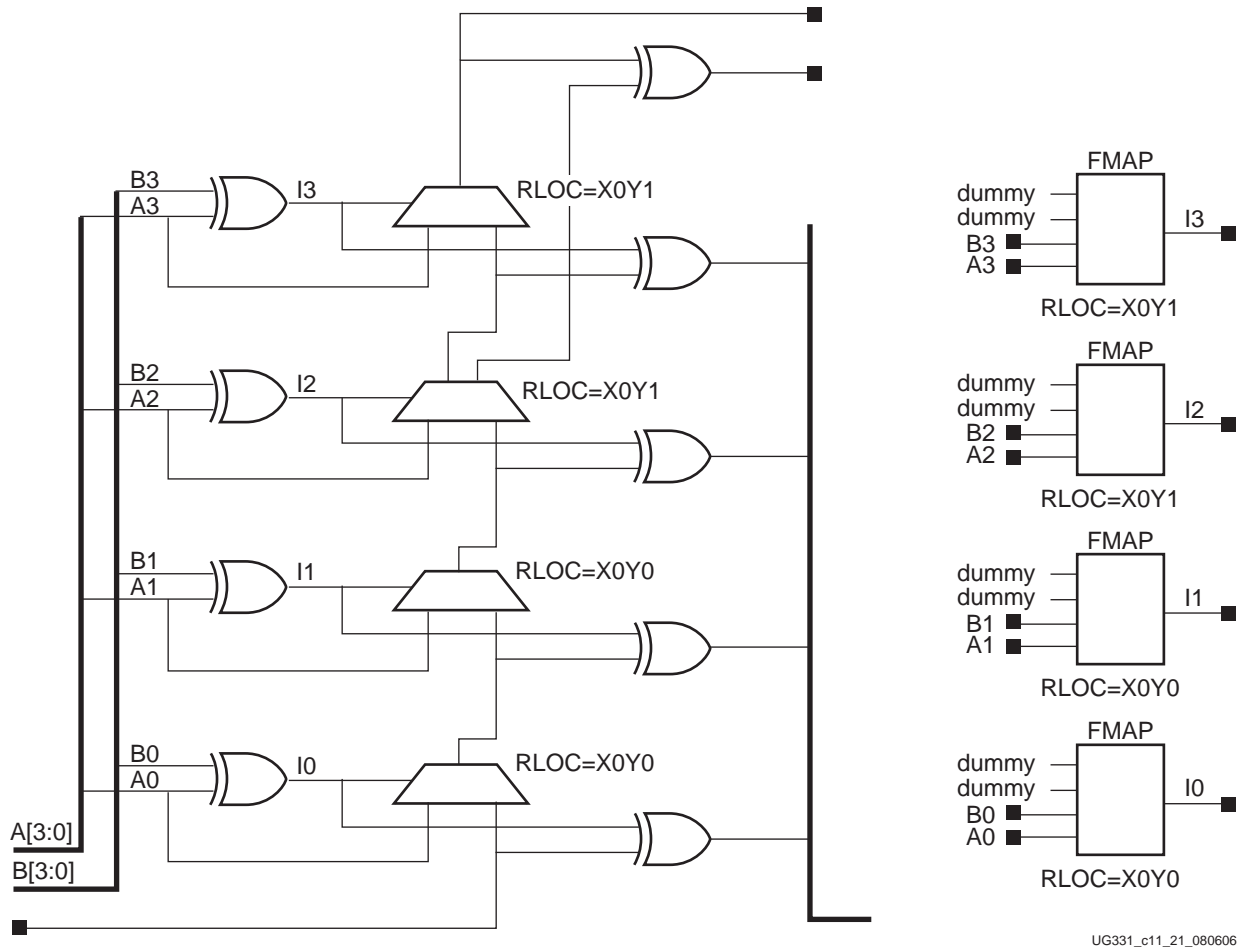 B3
A3
I3
RLOC=X0Y1
B2
A2
I2
RLOC=X0Y1
B1
A1
I1
RLOC=X0Y0
B0
A0
I0
RLOC=X0Y0
A[3:0]
B[3:0]
FMAP
dummy
dummy
B3
A3
I3
RLOC=X0Y1
FMAP
dummy
dummy
B2
A2
I2
RLOC=X0Y1
FMAP
dummy
dummy
B1
A1
I1
RLOC=X0Y0
FMAP
dummy
dummy
B0
A0
I0
RLOC=X0Y0
UG331_c11_21_080606